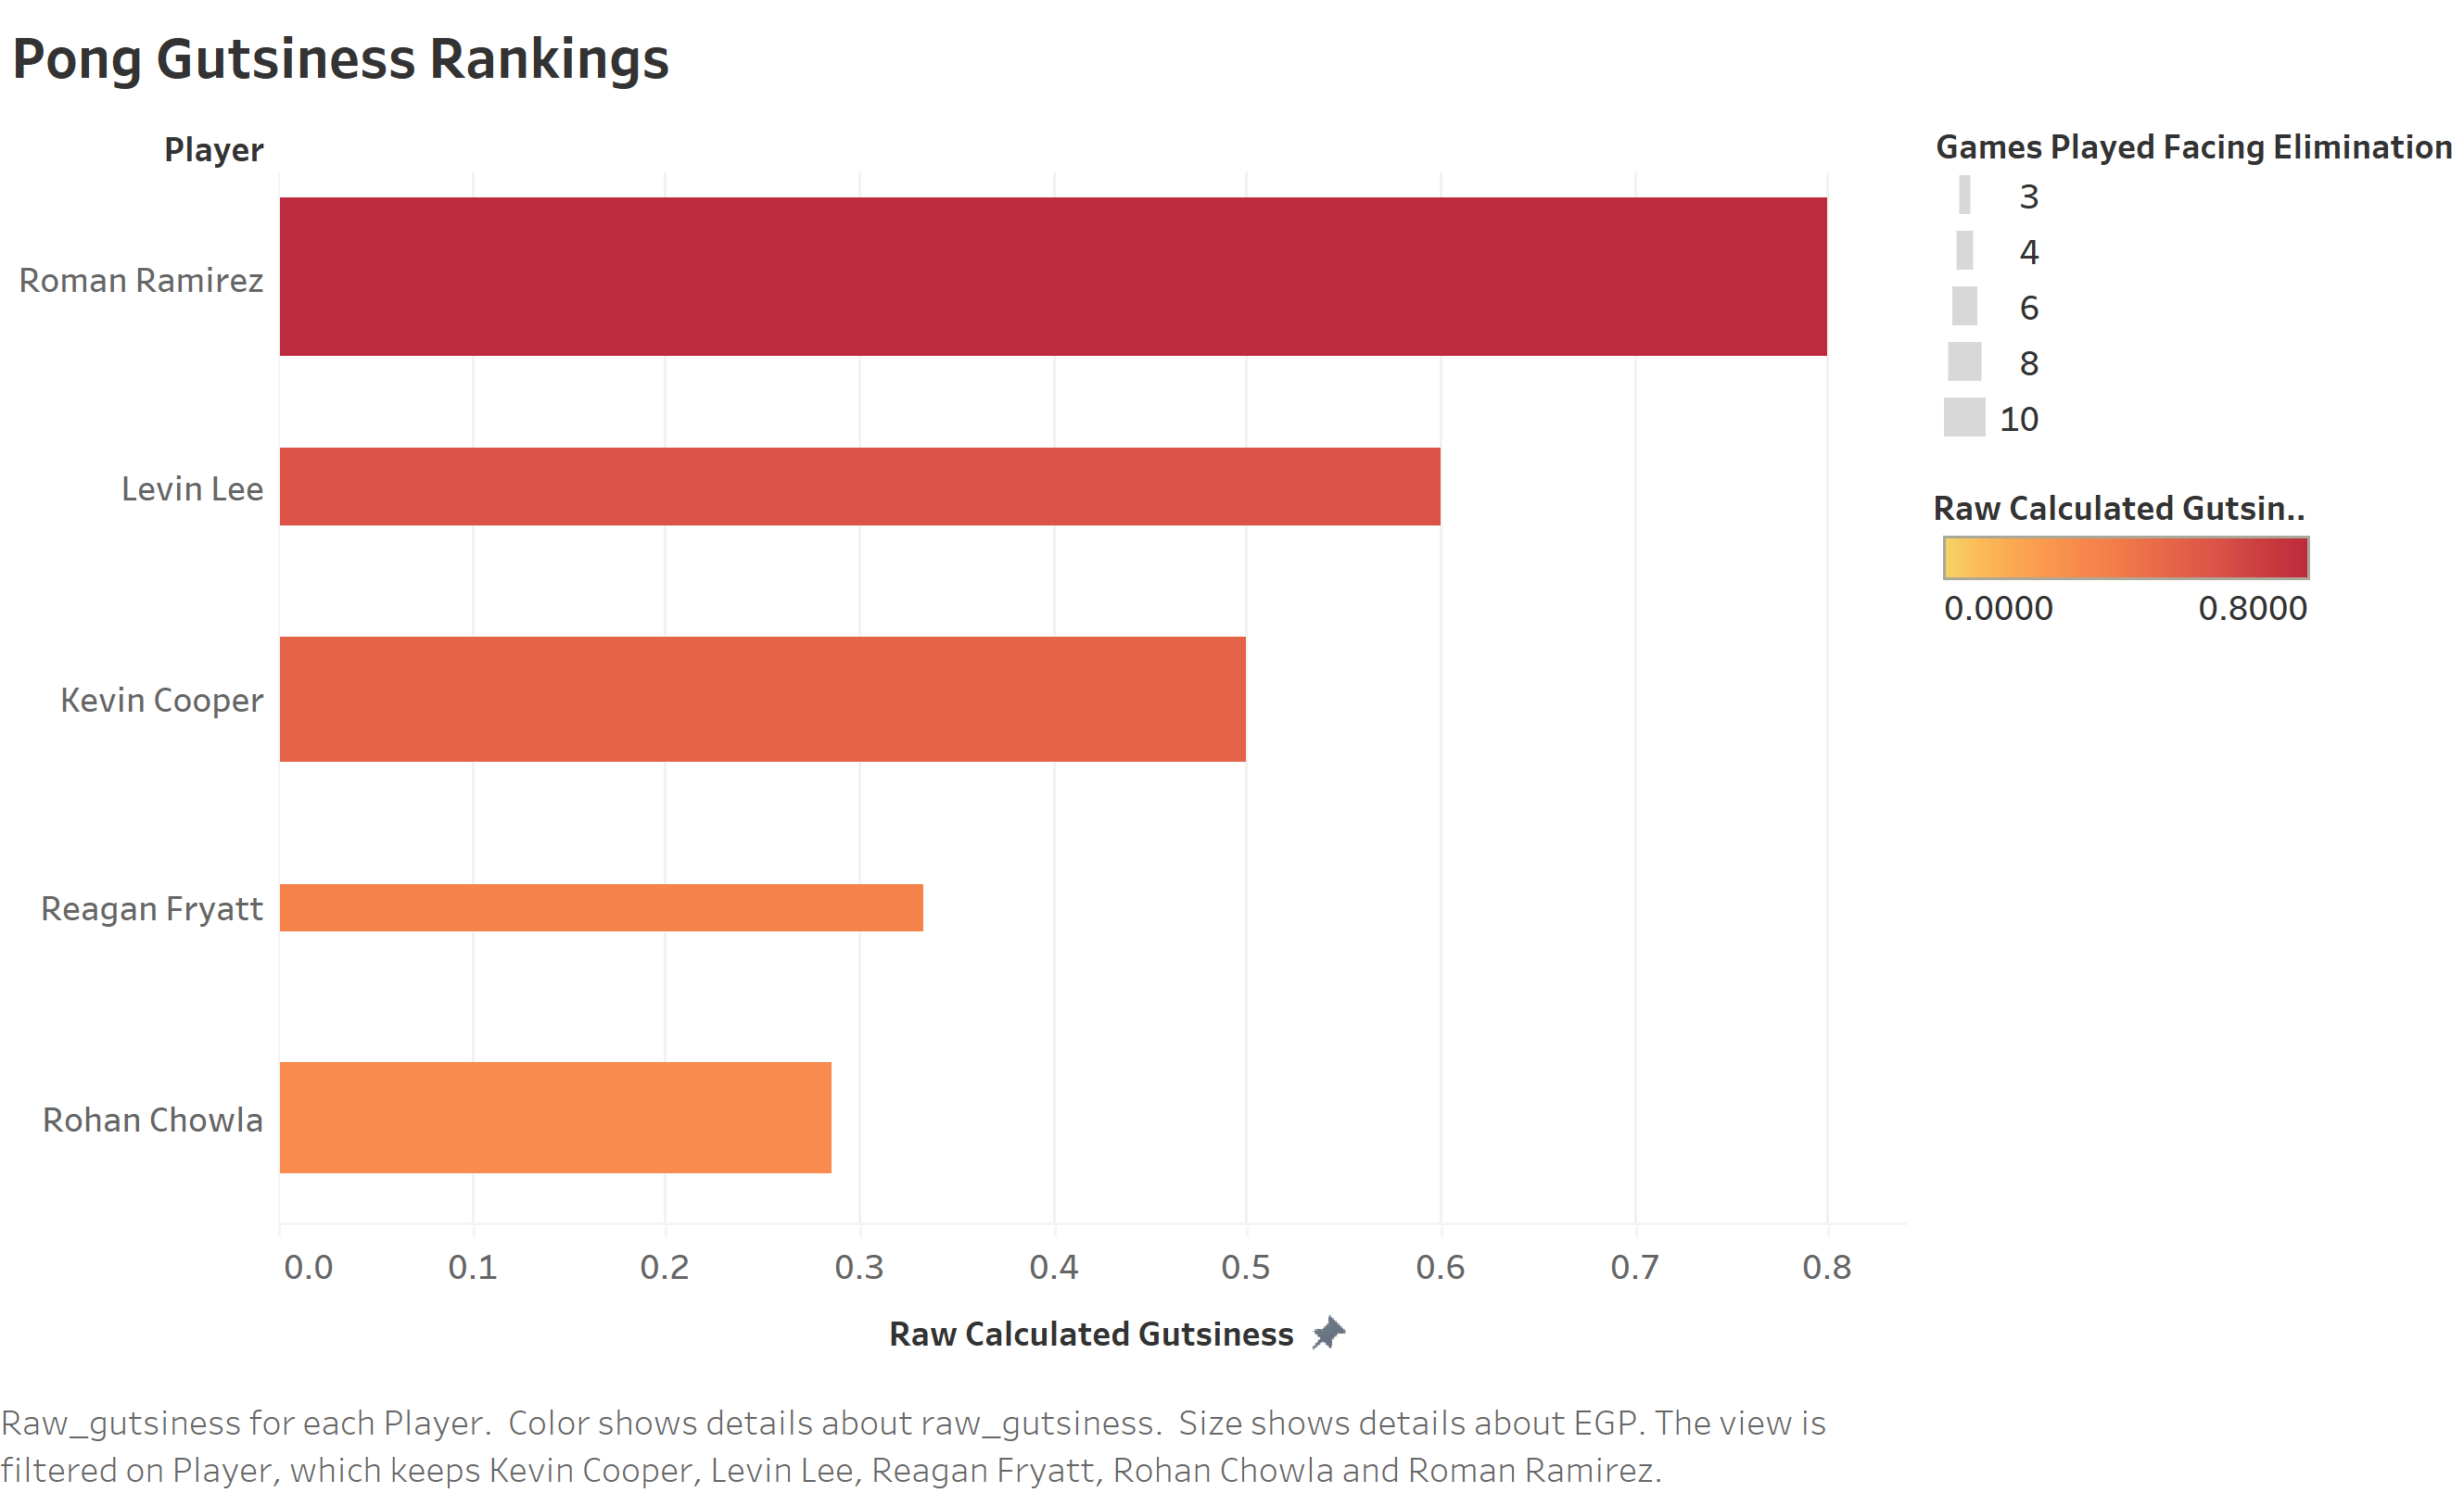 Pong Gutsiness Rankings
Player
Roman Ramirez
Levin Lee
Kevin Cooper
Reagan Fryatt
Rohan Chowla
0.0 0.1 0.2 0.3 0.4 0.5 0.6 0.7 0.8
Raw Calculated Gutsiness
Games Played Facing Elimination
3
4
6
8
10
Raw Calculated Gutsin..
0.0000 0.8000
Raw_gutsiness for each Player. Color shows details about raw_gutsiness. Size shows details about EGP. The view is
filtered on Player, which keeps Kevin Cooper, Levin Lee, Reagan Fryatt, Rohan Chowla and Roman Ramirez.